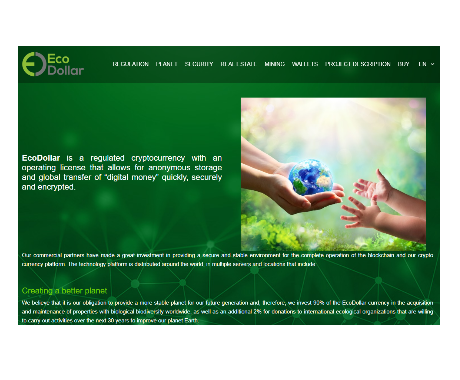 Eco
Dollar
REGULATION PLANET SECURITY REAL ESTATE MINING WALLETS PROJECT DESCRIPTION BUY EN
EcoDollar is a regulated cryptocurrency with an
operating license that allows for anonymous storage
and global transfer of "digital money" quickly, securely
and encrypted.
Our commercial partners have made a great investment in providing a secure and stable environment for the complete operation of the blockchain and our crypto
currency platform. The technology platform is distributed around the world, in multiple servers and locations that include
Creating a better planet
We believe that it is our obligation to provide a more stable planet for our future generation and, therefore, we invest 90% of the EcoDollar currency in the acquisition
and maintenance of properties with biological biodiversity worldwide, as well as an additional 2% for donations to international ecological organizations that are willing
to carry out activities over the next 30 years to improve our planet Earth